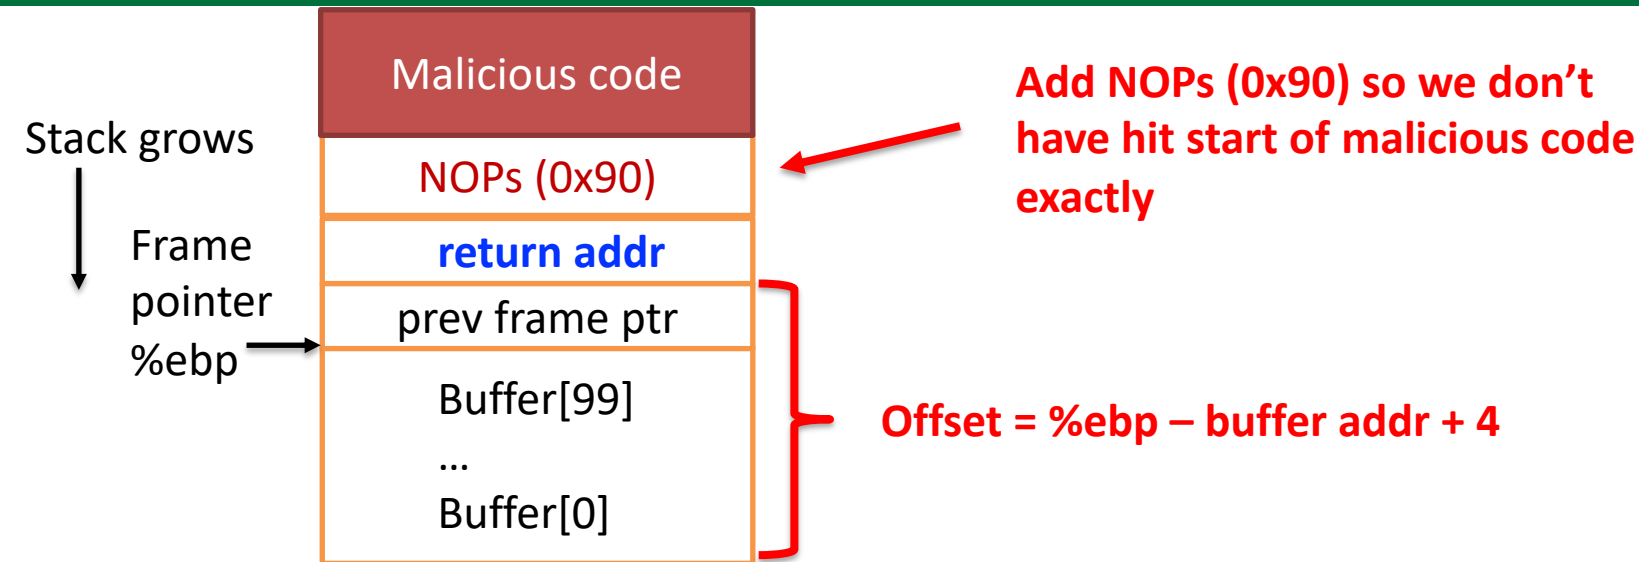 Malicious code
Add NOPs (0x90) so we don’t
have hit start of malicious code
exactly
Stack grows
NOPs (0x90)
Frame
pointer
%ebp
return addr
prev frame ptr
Buffer[99]
...
Buffer[0]
Offset = %ebp – buffer addr + 4